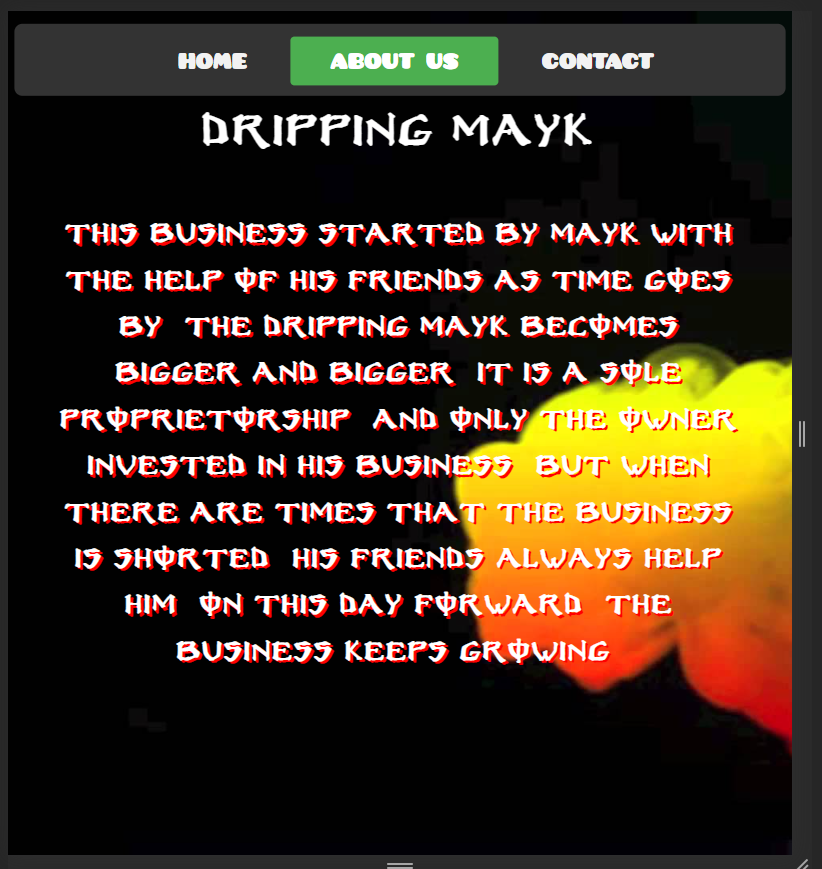 HOME ABOUT US CONTACT
DRIPPING MAYK
THIS BUSINESS STARTED BY MAYK WITH
THE HELP OF HIS FRIENDS AS TIME GOES
BY THE DRIPPING MAYK BECOMES
BIGGER AND BIGGER IT IS A SOLE
PROPRIETORSHIP AND ONLY THE OWNER
INVESTED IN HIS BUSINESS BUT WHEN
THERE ARE TIMES THAT THE BUSINESS
IS SHORTED HIS FRIENDS ALWAYS HELP
HIM ON THIS DAY FORWARD THE
BUSINESS KEEPS GROWING